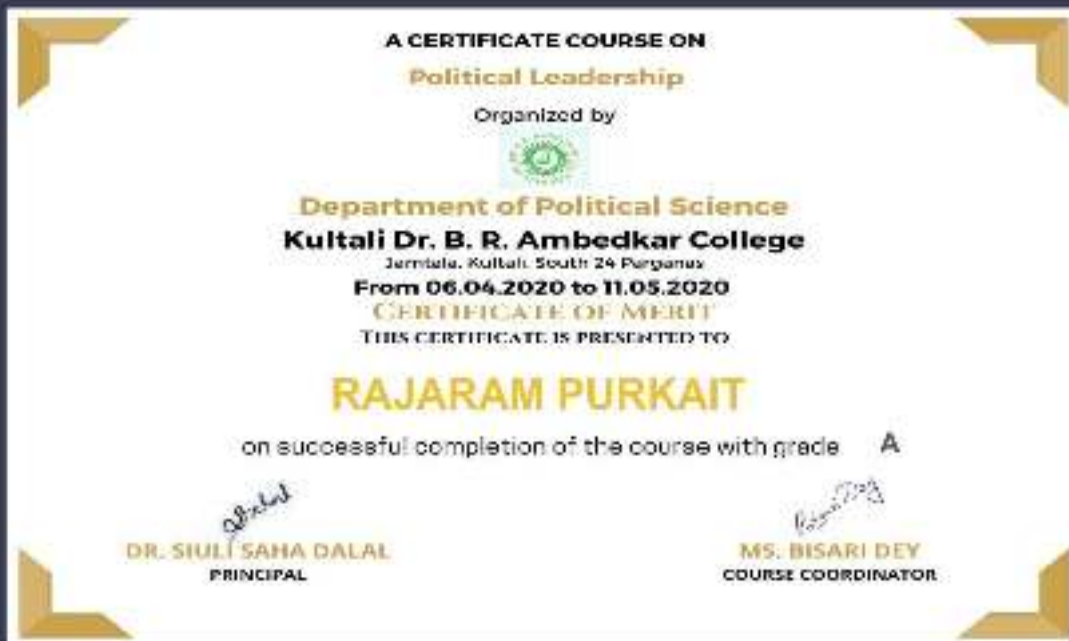 A CERTIFICATE COURSE ON
Political Leadership
Organized by
Department of Political Science
Kultali Dr. B. R. Ambedkar College
Jamtala, Kultali, South 24 Parganas
From 06.04.2020 to 11.05.2020
CERTIFICATE OF MERIT
THIS CERTIFICATE IS PRESENTED TO
RAJARAM PURKAIT
on successful completion of the course with grade A
DR. SIULI SAHA DALAL
PRINCIPAL
MS. BISARI DEY
COURSE COORDINATOR